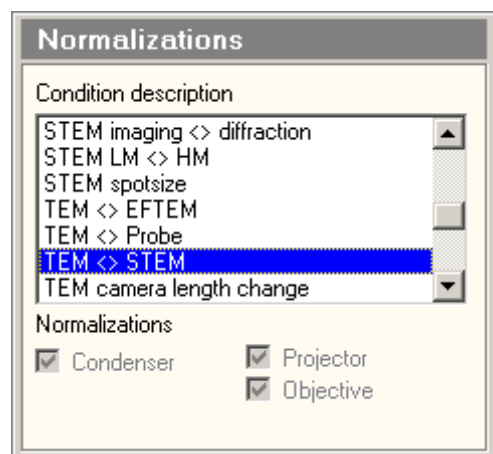 Normalizations
Condition description
STEM imaging <> diffraction
STEM LM <> HM
STEM spotsize
TEM <> EFTEM
TEM <> Probe
TEM <> STEM
TEM camera length change
Normalizations
Condenser Projector
Objective